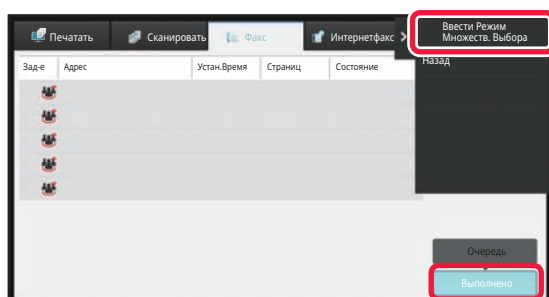 Печатать Сканировать Факс Интернетфакс
Ввести Режим
Множеств. Выбора
Назад
Зад-е Адрес Устан.Время Страниц Состояние
Очередь
Выполнено